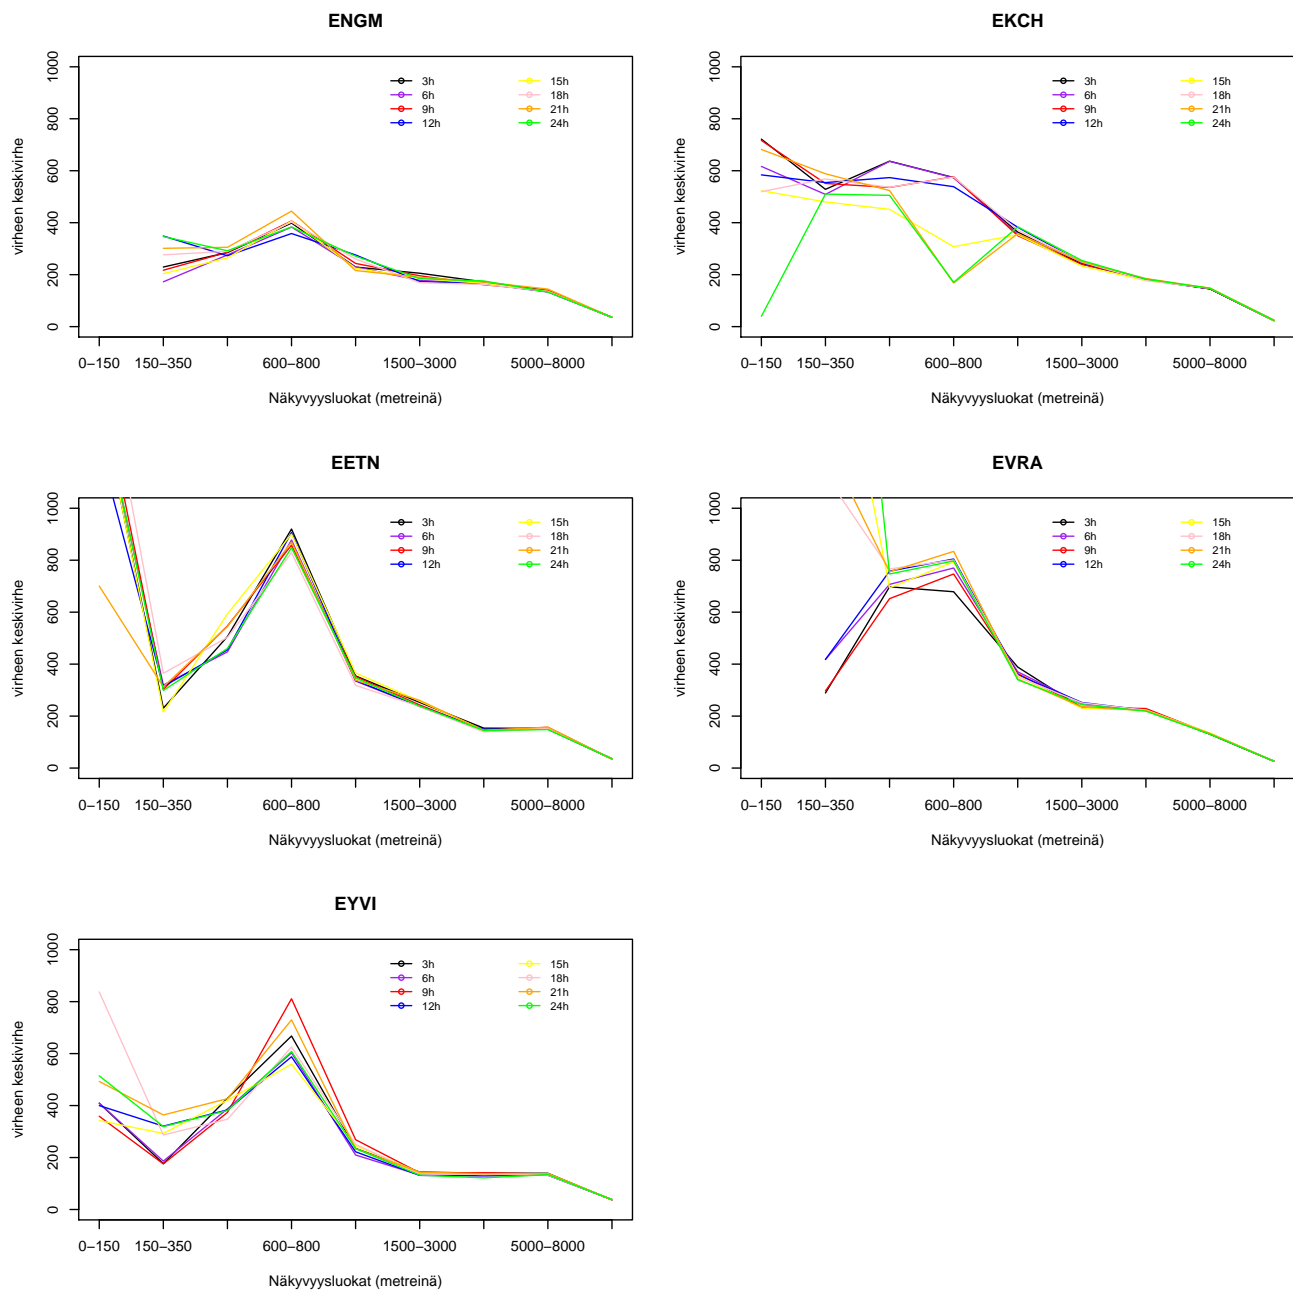 ENGM
virheen keskivirhe
0 200 400 600 800 1000
3h 15h
6h 18h
9h 21h
12h 24h
0–150 150–350 600–800 1500–3000 5000–8000
Näkyvyysluokat (metreinä)
EKCH
virheen keskivirhe
0 200 400 600 800 1000
3h 15h
6h 18h
9h 21h
12h 24h
0–150 150–350 600–800 1500–3000 5000–8000
Näkyvyysluokat (metreinä)
EETN
virheen keskivirhe
0 200 400 600 800 1000
3h 15h
6h 18h
9h 21h
12h 24h
0–150 150–350 600–800 1500–3000 5000–8000
Näkyvyysluokat (metreinä)
EVRA
virheen keskivirhe
0 200 400 600 800 1000
3h 15h
6h 18h
9h 21h
12h 24h
0–150 150–350 600–800 1500–3000 5000–8000
Näkyvyysluokat (metreinä)
EYVI
virheen keskivirhe
0 200 400 600 800 1000
3h 15h
6h 18h
9h 21h
12h 24h
0–150 150–350 600–800 1500–3000 5000–8000
Näkyvyysluokat (metreinä)